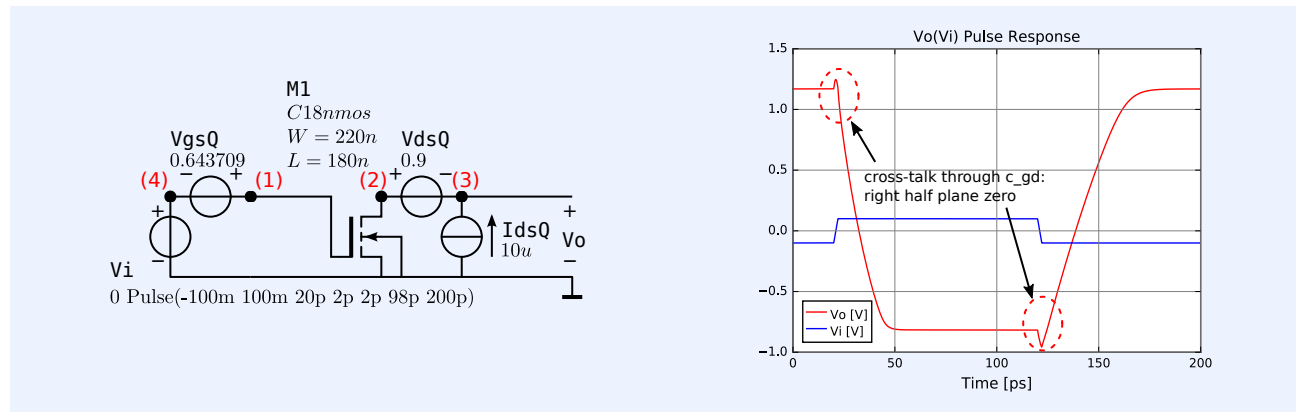 M1
C18nmos
W = 220n
L = 180n
VgsQ
0.643709
VdsQ
0.9
− +
+ −
(4)
(1)
(2)
(3)
+
−
Vi
0 Pulse(-100m 100m 20p 2p 2p 98p 200p)
IdsQ
10u
+
Vo
−
Vo(Vi) Pulse Response
1.5
1.0
0.5
0.0
−0.5
−1.0
cross-talk through c_gd:
right half plane zero
Vo [V]
Vi [V]
0 50 100 150 200
Time [ps]